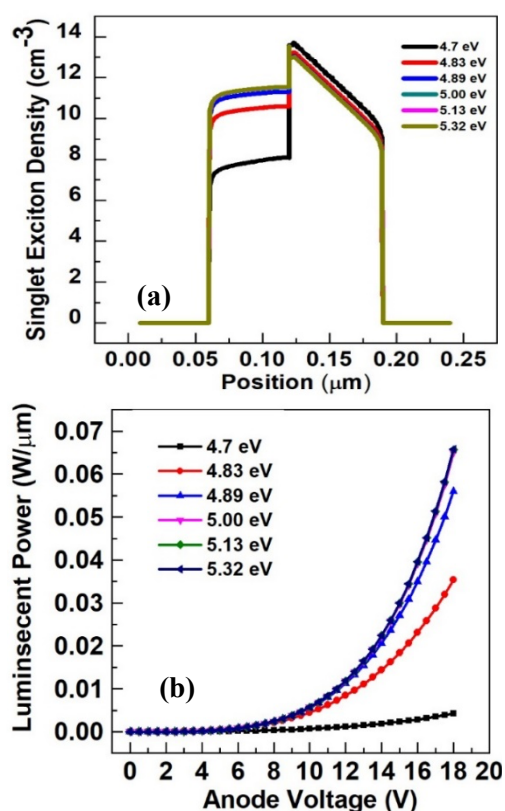 Singlet Exciton Density (cm⁻³)
14
12
10
8
6
4
2
0
4.7 eV
4.83 eV
4.89 eV
5.00 eV
5.13 eV
5.32 eV
(a)
0.00 0.05 0.10 0.15 0.20 0.25
Position (μm)
Luminsecent Power (W/μm)
0.07
0.06
0.05
0.04
0.03
0.02
0.01
0.00
4.7 eV
4.83 eV
4.89 eV
5.00 eV
5.13 eV
5.32 eV
(b)
0 2 4 6 8 10 12 14 16 18 20
Anode Voltage (V)